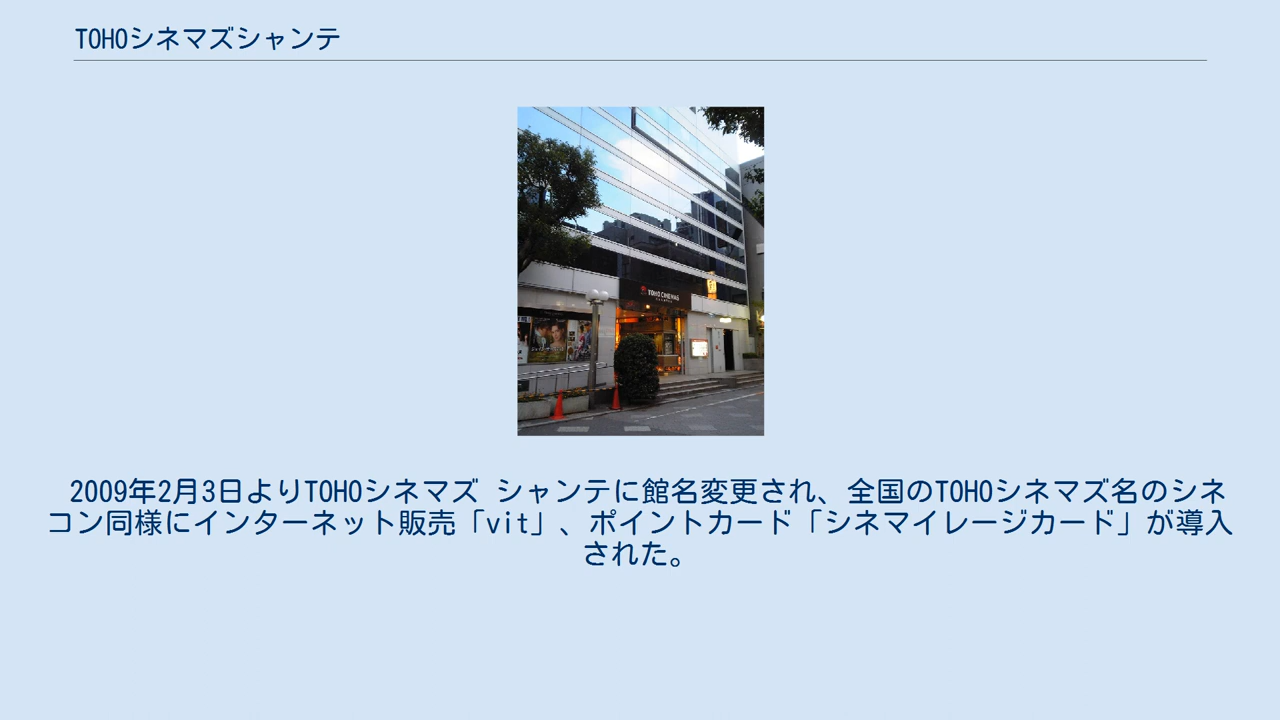 TOHOシネマズシャンテ
TOHO CINEMAS
2009年2月3日よりTOHOシネマズ シャンテに館名変更され、全国のTOHOシネマズ名のシネ
コン同様にインターネット販売「vit」、ポイントカード「シネマイレージカード」が導入
された。